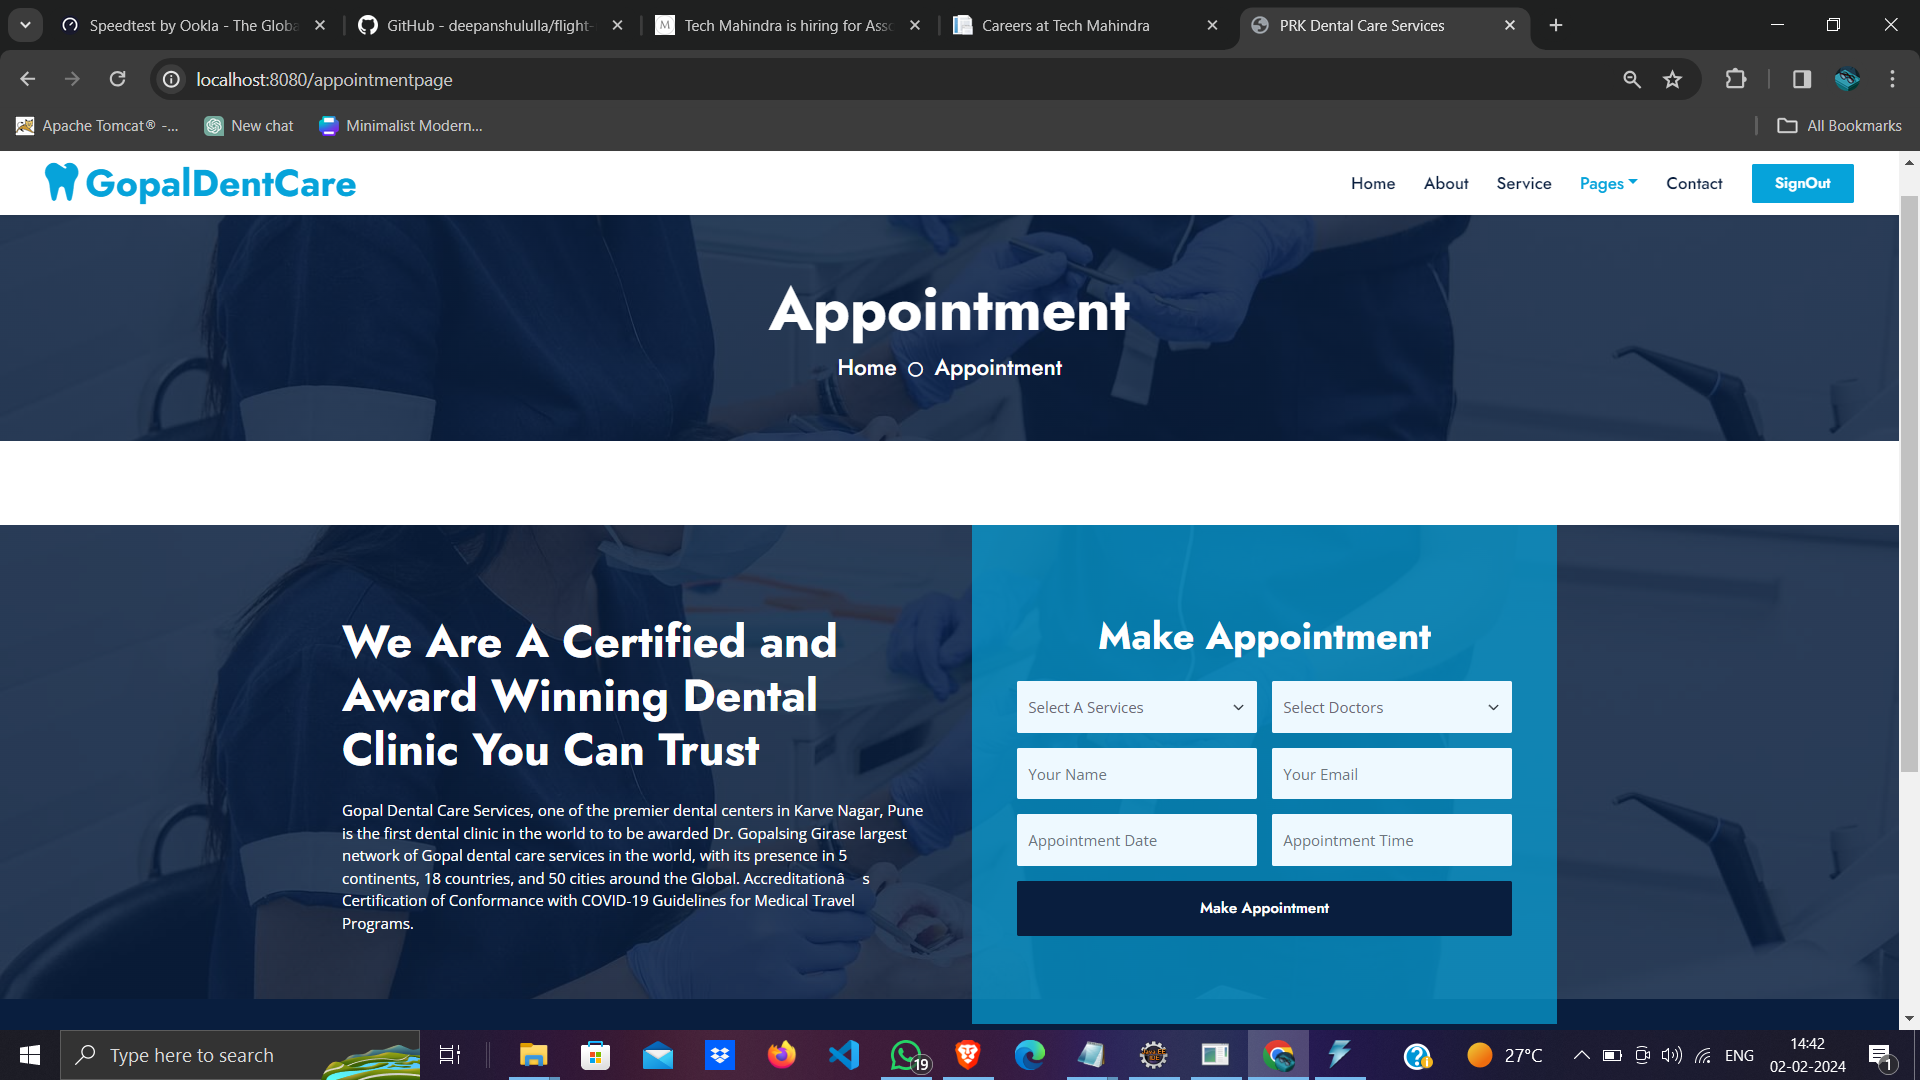 Speedtest by Ookla - The Globa
GitHub - deepanshululla/flight-
M Tech Mahindra is hiring for Asso
Careers at Tech Mahindra
PRK Dental Care Services
localhost:8080/appointmentpage
Apache Tomcat® -...
New chat
Minimalist Modern...
All Bookmarks
GopalDentCare
Home
About
Service
Pages
Contact
SignOut
Appointment
Home
Appointment
We Are A Certified and
Award Winning Dental
Clinic You Can Trust
Gopal Dental Care Services, one of the premier dental centers in Karve Nagar, Pune
is the first dental clinic in the world to to be awarded Dr. Gopalsing Girase largest
network of Gopal dental care services in the world, with its presence in 5
continents, 18 countries, and 50 cities around the Global. Accreditationâ s
Certification of Conformance with COVID-19 Guidelines for Medical Travel
Programs.
Make Appointment
Select A Services
Select Doctors
Your Name
Your Email
Appointment Date
Appointment Time
Make Appointment
Type here to search
19
27°C
ENG
14:42
02-02-2024
1